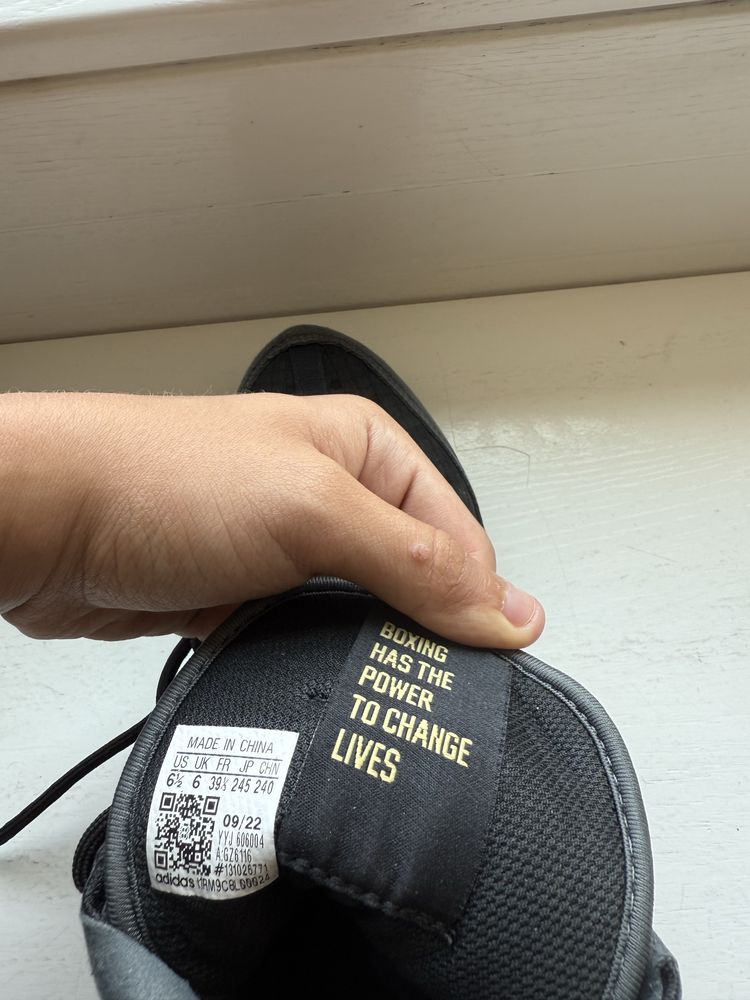 BOXING
HAS THE
POWER
TO CHANGE
LIVES
MADE IN CHINA
US UK FR JP CHN
6½ 6 39⅓ 245 240
09/22
YYJ 606004
A:GZ6116
#131026771
adidas